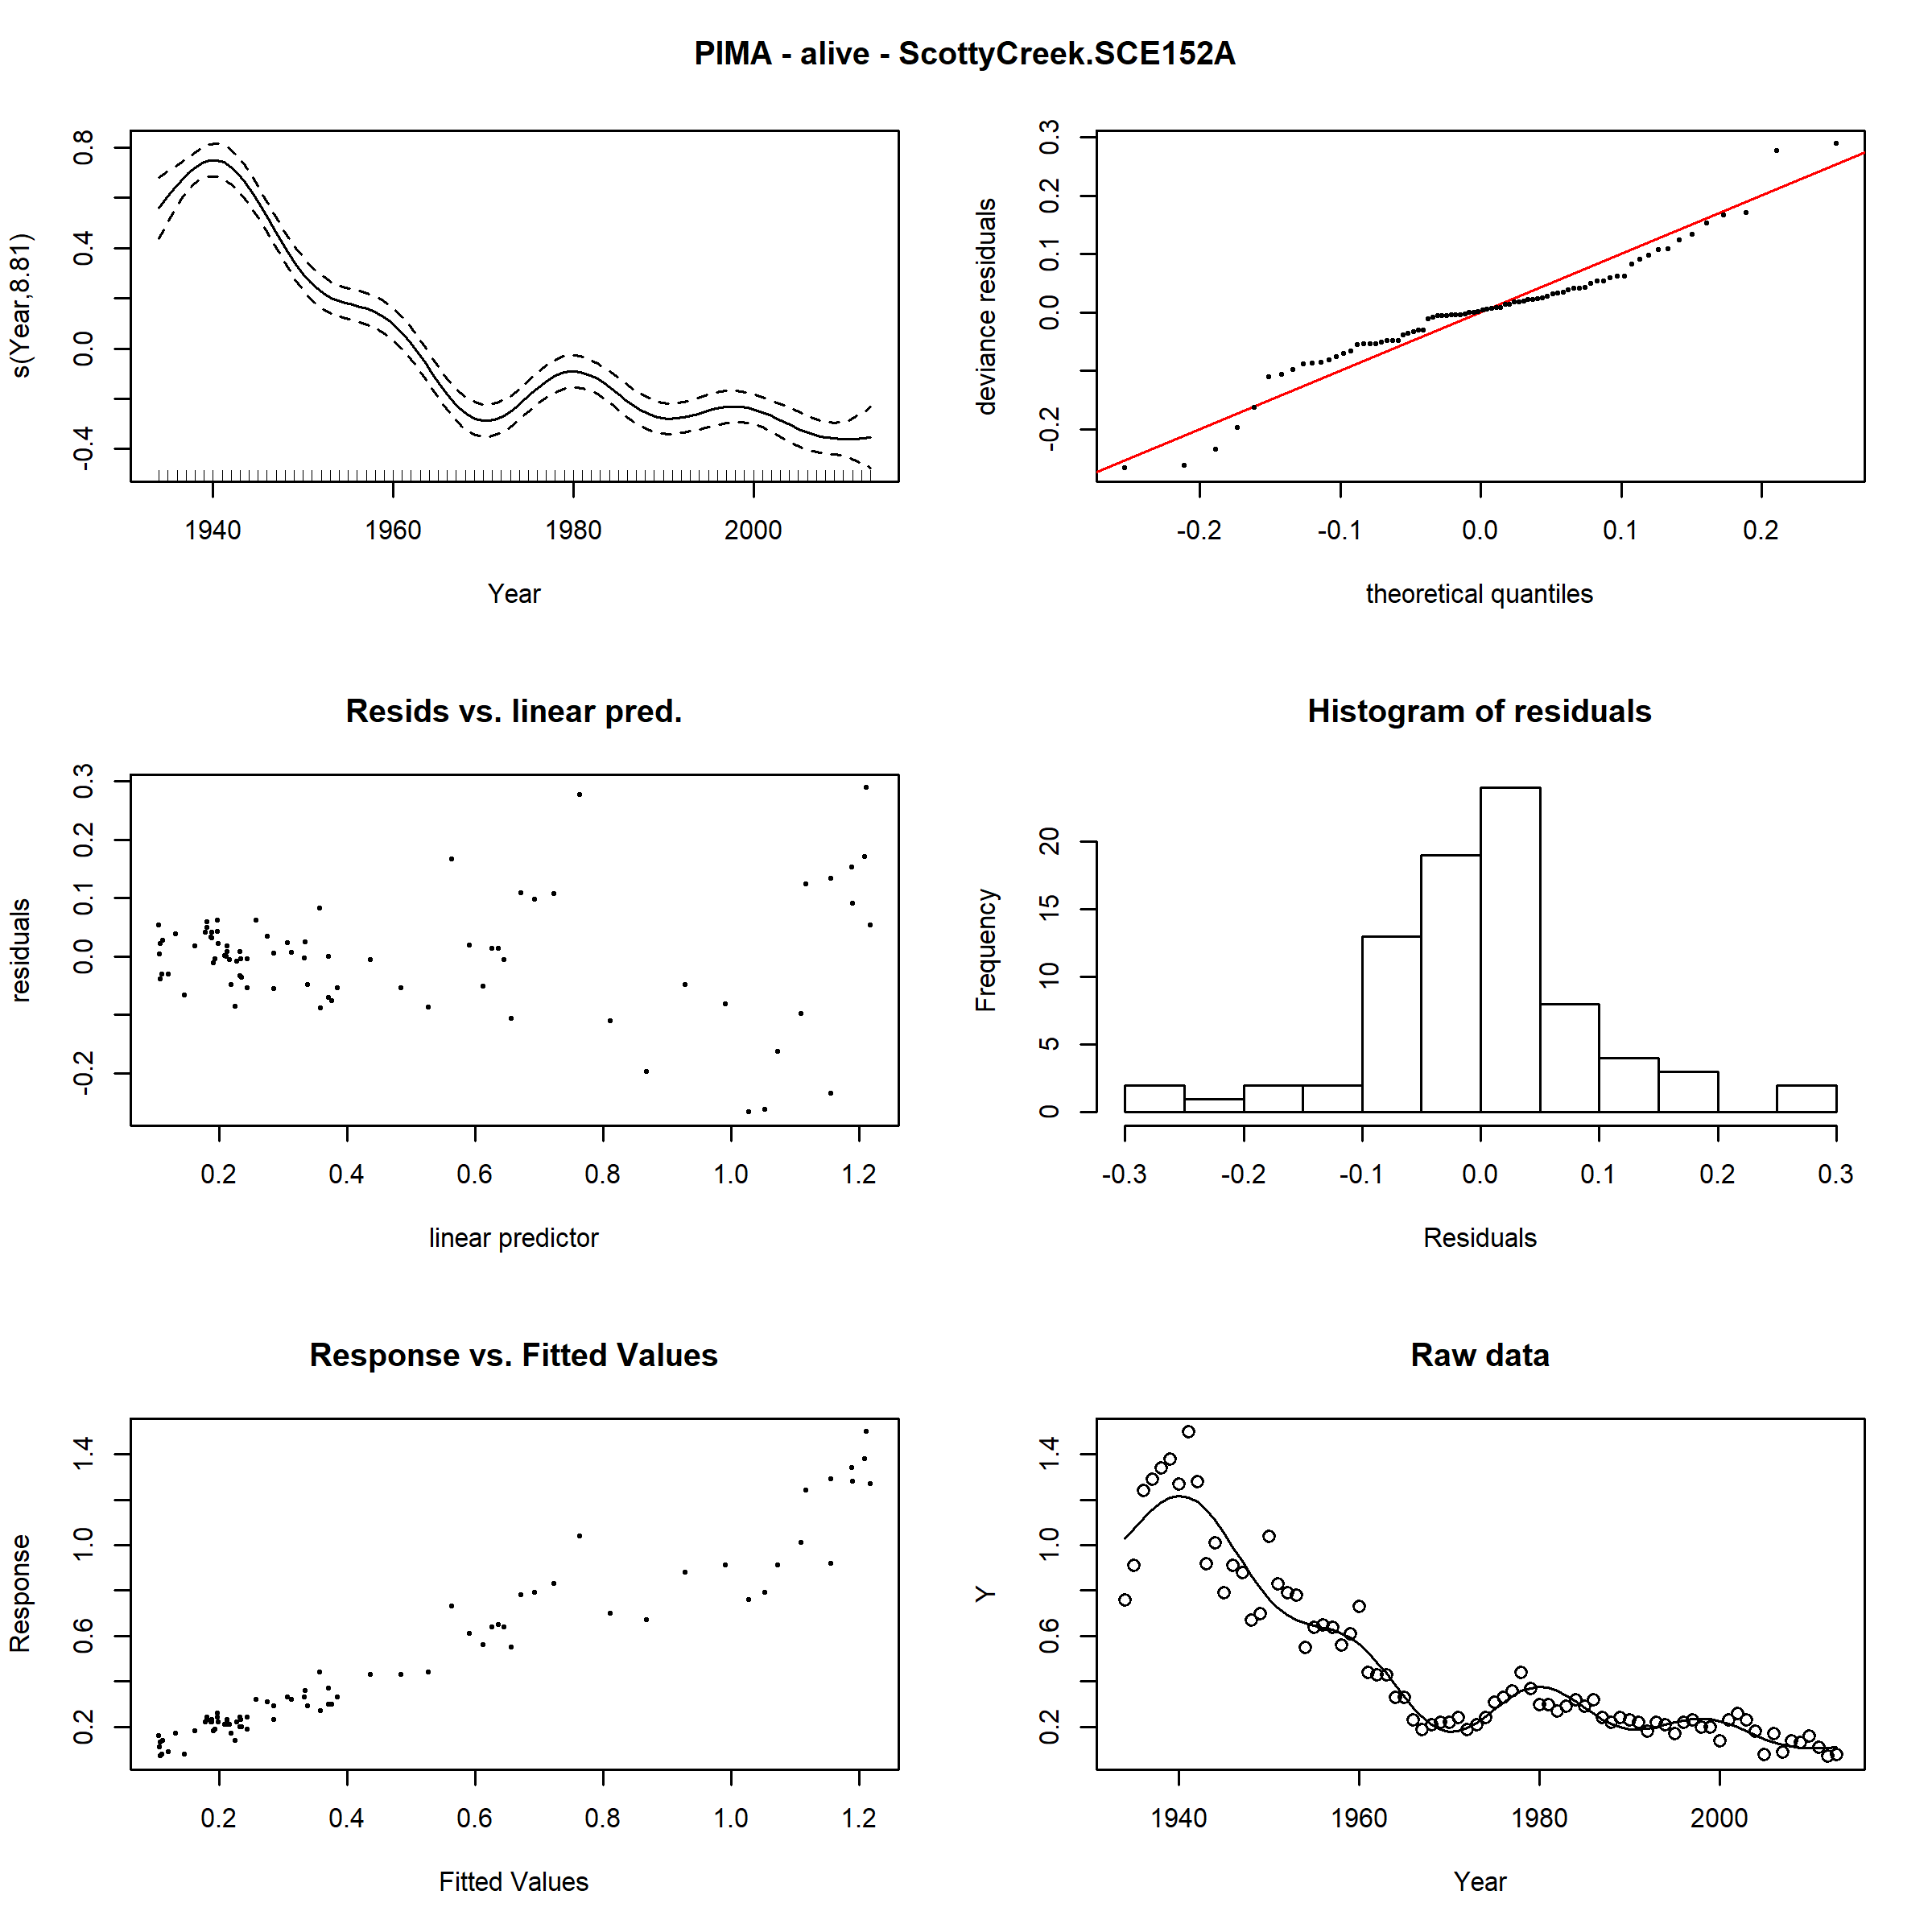 PIMA - alive - ScottyCreek.SCE152A
s(Year,8.81)
-0.4 0.0 0.4 0.8
1940 1960 1980 2000
Year
deviance residuals
-0.2 0.0 0.1 0.2 0.3
-0.2 -0.1 0.0 0.1 0.2
theoretical quantiles
Resids vs. linear pred.
residuals
-0.2 0.0 0.1 0.2 0.3
0.2 0.4 0.6 0.8 1.0 1.2
linear predictor
Histogram of residuals
Frequency
0 5 10 15 20
-0.3 -0.2 -0.1 0.0 0.1 0.2 0.3
Residuals
Response vs. Fitted Values
Response
0.2 0.6 1.0 1.4
0.2 0.4 0.6 0.8 1.0 1.2
Fitted Values
Raw data
Y
0.2 0.6 1.0 1.4
1940 1960 1980 2000
Year